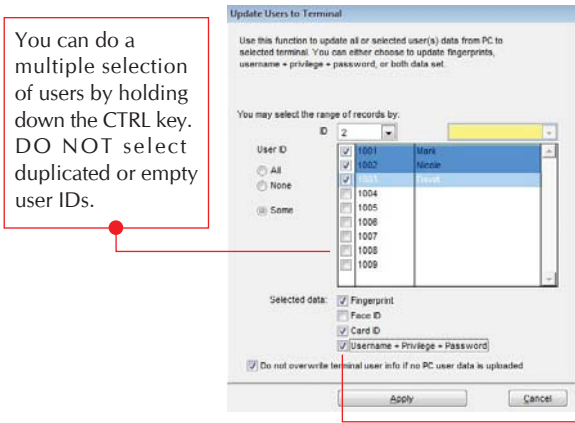 You can do a
multiple selection
of users by holding
down the CTRL key.
DO NOT select
duplicated or empty
user IDs.
Update Users to Terminal
Use this function to update all or selected user(s) data from PC to
selected terminal. You can either choose to update fingerprints,
username + privilege + password, or both data set.
You may select the range of records by:
ID 2
User ID
All
None
Some
1001 Mark
1002 Nicole
1003
1004
1005
1006
1007
1008
1009
Selected data: Fingerprint
Face ID
Card ID
Username + Privilege + Password
Do not overwrite terminal user info if no PC user data is uploaded
Apply Cancel